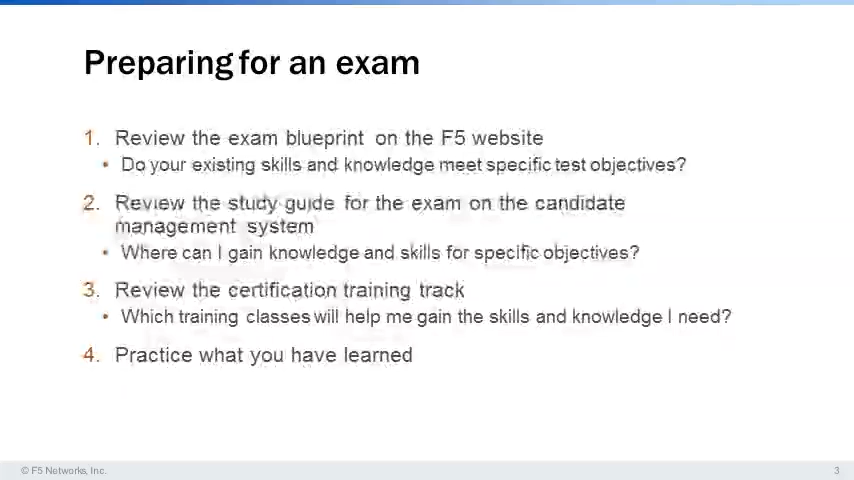 Preparing for an exam
1. Review the exam blueprint on the F5 website
• Do your existing skills and knowledge meet specific test objectives?
2. Review the study guide for the exam on the candidate
management system
• Where can I gain knowledge and skills for specific objectives?
3. Review the certification training track
• Which training classes will help me gain the skills and knowledge I need?
4. Practice what you have learned
© F5 Networks, Inc.
3